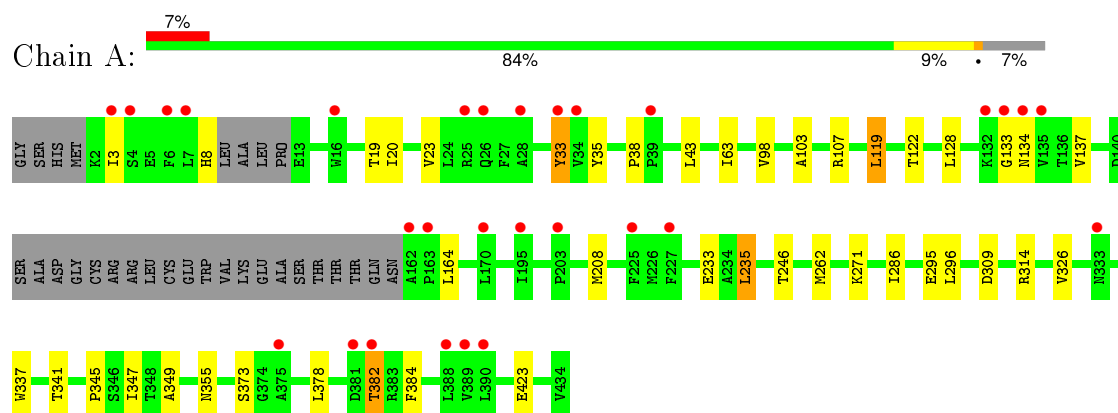 7%
Chain A:
84% 9% • 7%
GLY SER HIS MET K2 I3 S4 E5 F6 L7 H8 LEU ALA LEU PRO E13 W16 T19 I20 V23 L24 R25 Q26 F27 A28 Y33 V34 Y35 P38 P39 L43 I63 V98 A103 R107 L119 T122 L128 K132 G133 N134 V135 T136 V137 D140
SER ALA ASP GLY CYS ARG ARG LEU CYS GLU TRP VAL LYS GLU ALA SER THR THR THR GLN ASN A162 P163 L164 L170 I195 P203 M208 F225 M226 F227 E233 A234 L235 T246 M262 K271 I286 E295 L296 D309 R314 V326 N333
W337 T341 P345 S346 I347 T348 A349 N355 S373 G374 A375 L378 D381 T382 R383 F384 L388 V389 L390 E423 V434